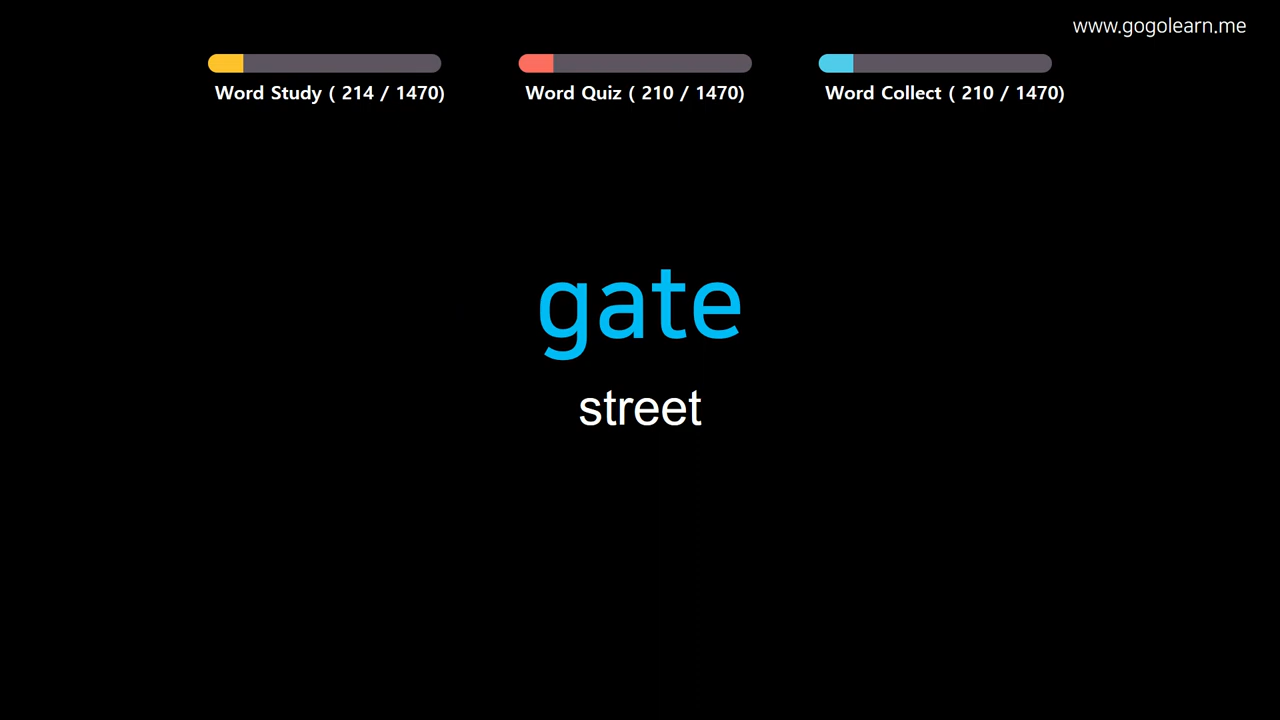 www.gogolearn.me
Word Study ( 214 / 1470)
Word Quiz ( 210 / 1470)
Word Collect ( 210 / 1470)
gate
street